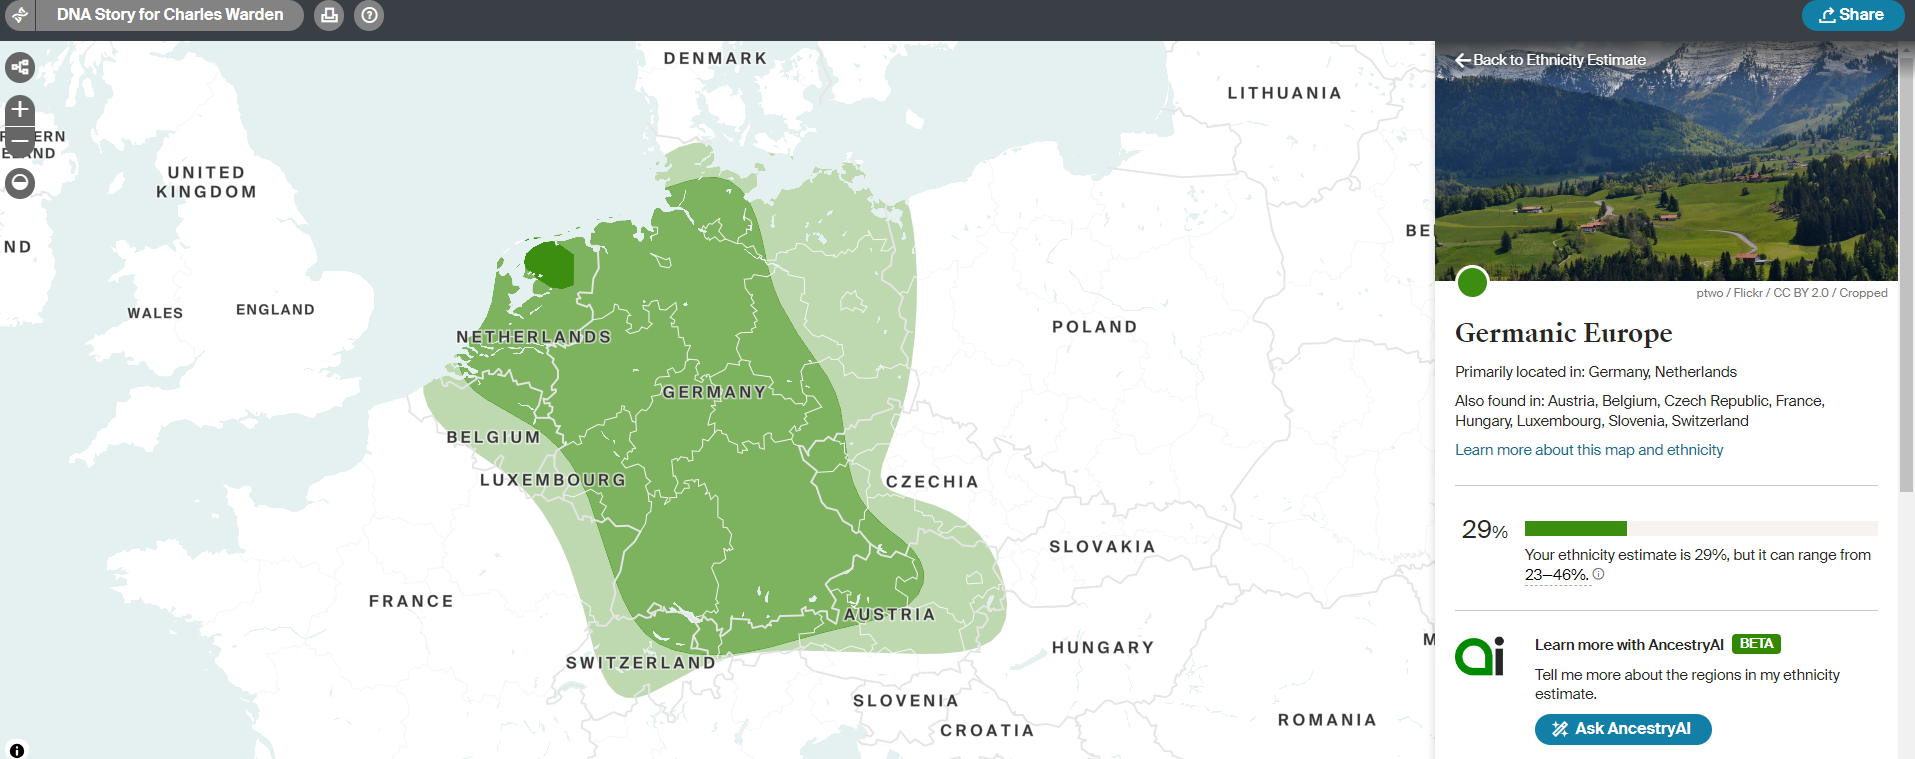 DNA Story for Charles Warden
Share
DENMARK
LITHUANIA
UNITED
KINGDOM
ND
WALES
ENGLAND
NETHERLANDS
GERMANY
POLAND
BELGIUM
LUXEMBOURG
CZECHIA
SLOVAKIA
FRANCE
AUSTRIA
SWITZERLAND
HUNGARY
SLOVENIA
CROATIA
ROMANIA
Back to Ethnicity Estimate
ptwo / Flickr / CC BY 2.0 / Cropped
Germanic Europe
Primarily located in: Germany, Netherlands
Also found in: Austria, Belgium, Czech Republic, France,
Hungary, Luxembourg, Slovenia, Switzerland
Learn more about this map and ethnicity
29%
Your ethnicity estimate is 29%, but it can range from
23—46%.
ai
Learn more with AncestryAI BETA
Tell me more about the regions in my ethnicity
estimate.
Ask AncestryAI